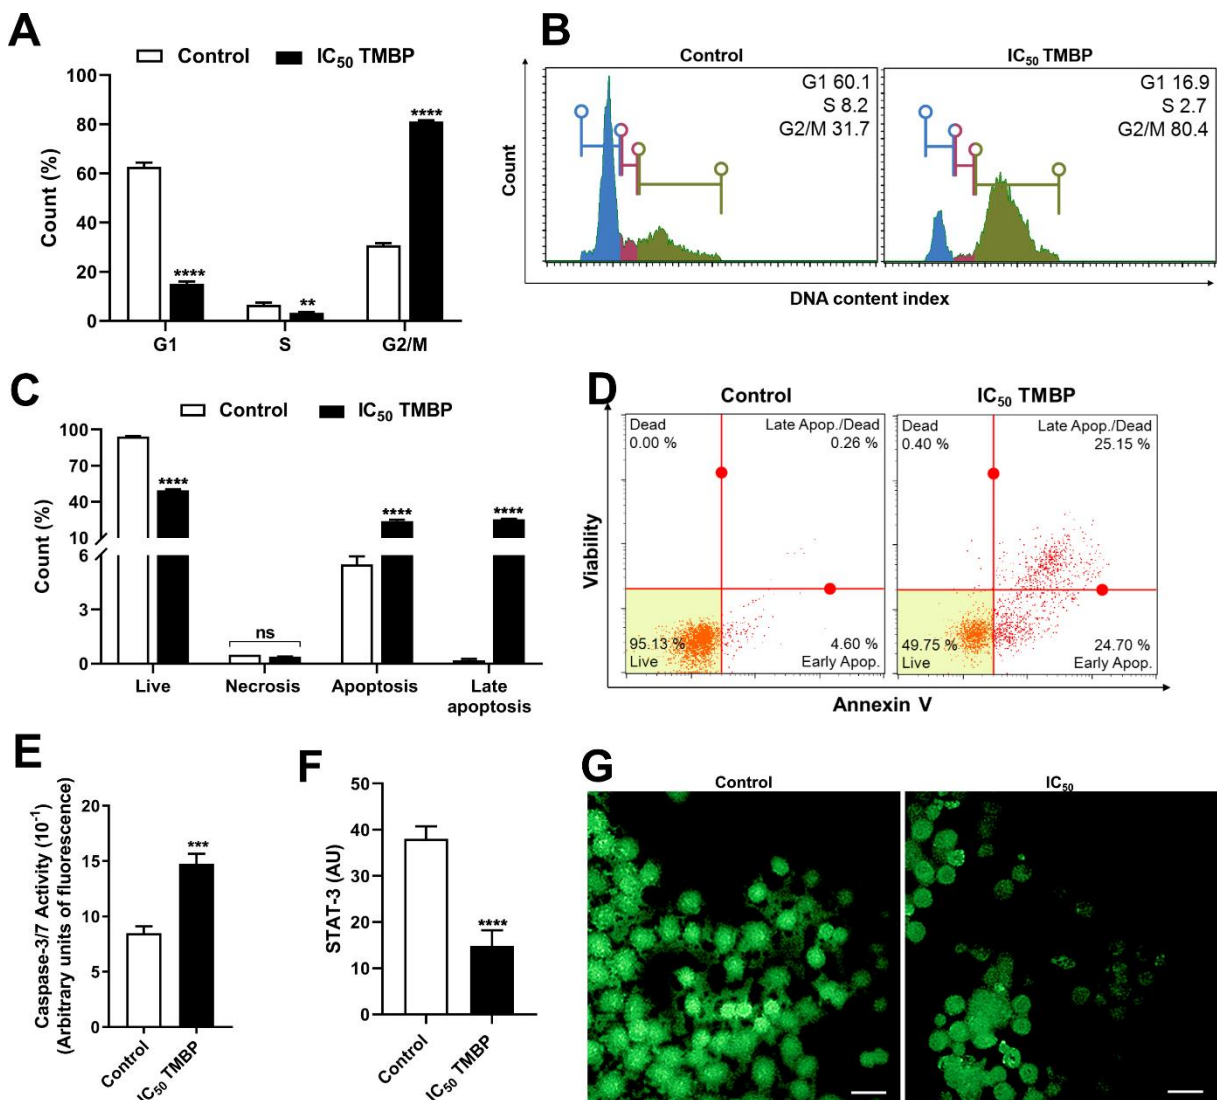 A
Control
IC₅₀ TMBP
Count (%)
100
80
60
40
20
0
****
**
****
G1
S
G2/M
B
Control
IC₅₀ TMBP
Count
G1 60.1
S 8.2
G2/M 31.7
G1 16.9
S 2.7
G2/M 80.4
DNA content index
C
Control
IC₅₀ TMBP
Count (%)
100
70
40
10
6
3
0
****
ns
****
****
Live
Necrosis
Apoptosis
Late
apoptosis
D
Control
IC₅₀ TMBP
Viability
Dead
0.00 %
Late Apop./Dead
0.26 %
95.13 %
Live
4.60 %
Early Apop.
Dead
0.40 %
Late Apop./Dead
25.15 %
49.75 %
Live
24.70 %
Early Apop.
Annexin V
E
Caspase-3/7 Activity (10⁻¹)
(Arbitrary units of fluorescence)
20
15
10
5
0
***
Control
IC₅₀ TMBP
F
STAT-3 (AU)
50
40
30
20
10
0
****
Control
IC₅₀ TMBP
G
Control
IC₅₀